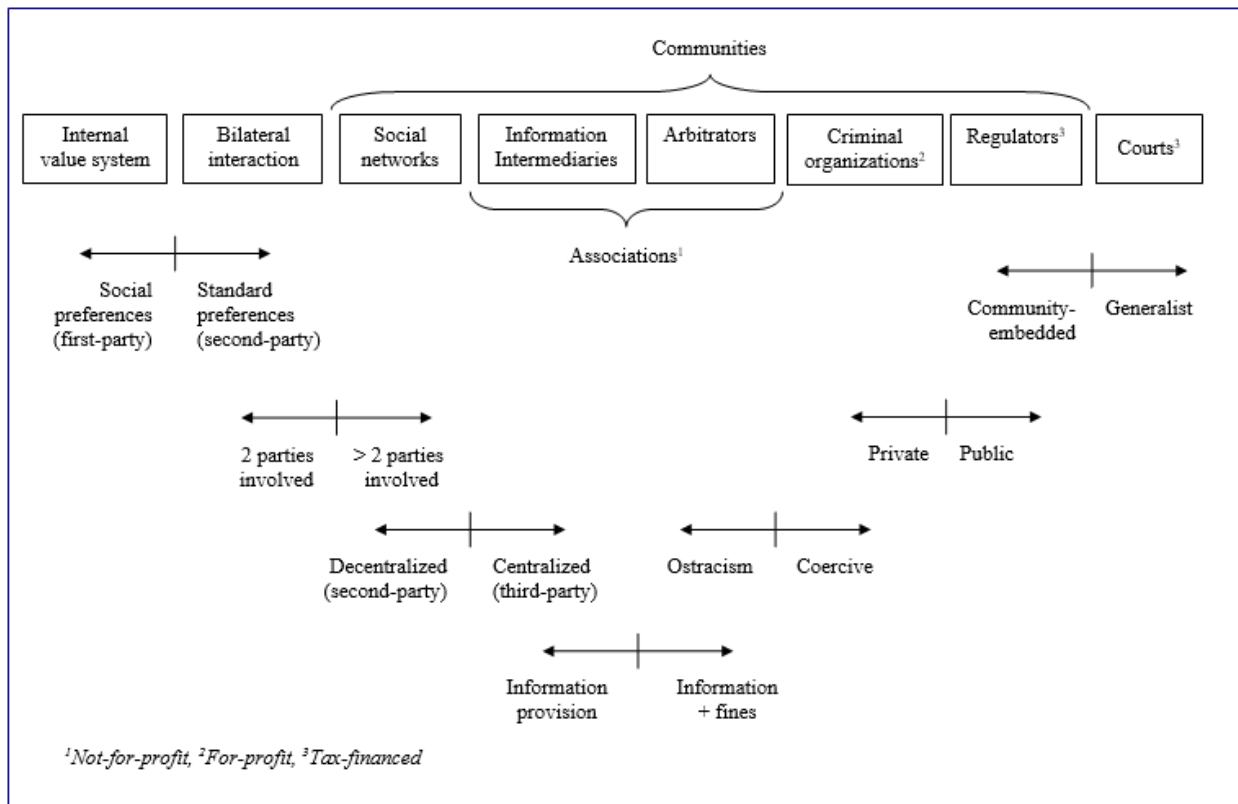 Communities
Internal
value system
Bilateral
interaction
Social
networks
Information
Intermediaries
Arbitrators
Criminal
organizations²
Regulators³
Courts³
Associations¹
Social
preferences
(first-party)
Standard
preferences
(second-party)
Community-
embedded
Generalist
2 parties
involved
> 2 parties
involved
Private
Public
Decentralized
(second-party)
Centralized
(third-party)
Ostracism
Coercive
Information
provision
Information
+ fines
¹Not-for-profit, ²For-profit, ³Tax-financed